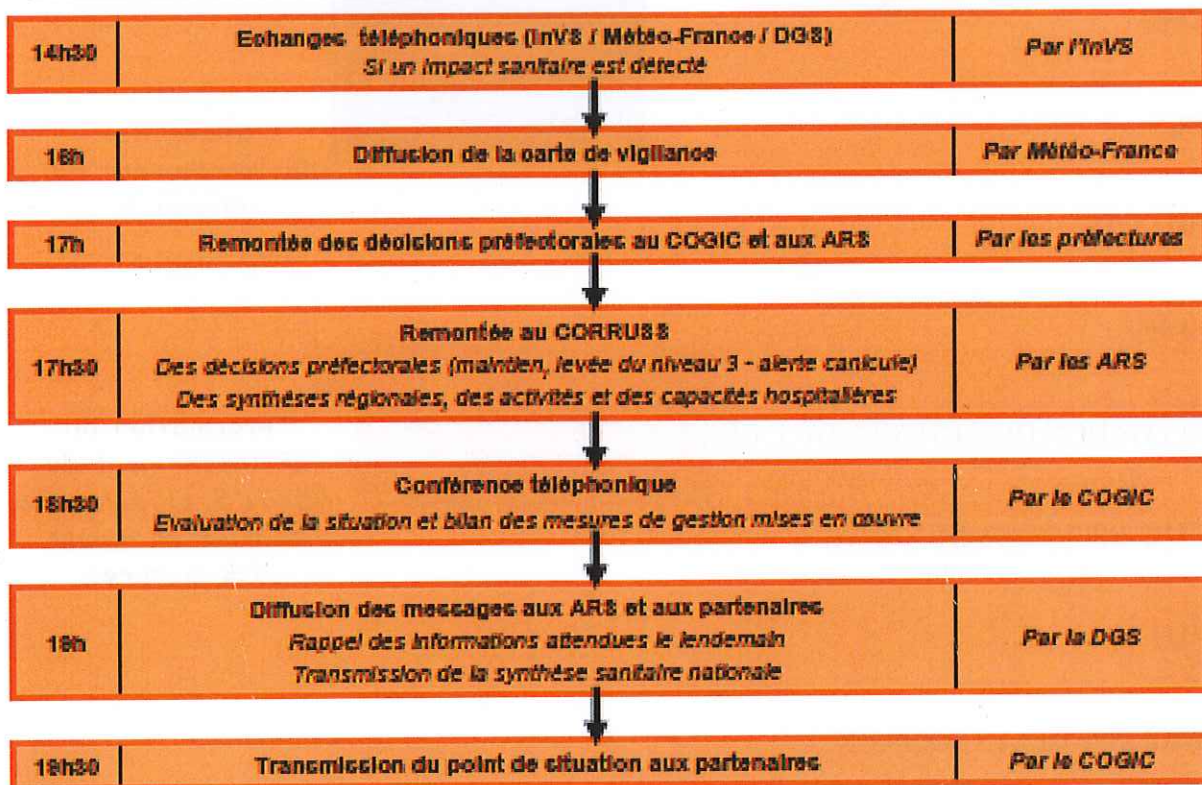 14h30
Echanges téléphoniques (InVS / Météo-France / DGS)
Si un impact sanitaire est détecté
Par l'InVS
16h
Diffusion de la carte de vigilance
Par Météo-France
17h
Remontée des décisions préfectorales au COGIC et aux ARS
Par les préfectures
17h30
Remontée au CORRUSS
Des décisions préfectorales (maintien, levée du niveau 3 - alerte canicule)
Des synthèses régionales, des activités et des capacités hospitalières
Par les ARS
18h30
Conférence téléphonique
Evaluation de la situation et bilan des mesures de gestion mises en œuvre
Par le COGIC
19h
Diffusion des messages aux ARS et aux partenaires
Rappel des informations attendues le lendemain
Transmission de la synthèse sanitaire nationale
Par la DGS
19h30
Transmission du point de situation aux partenaires
Par le COGIC